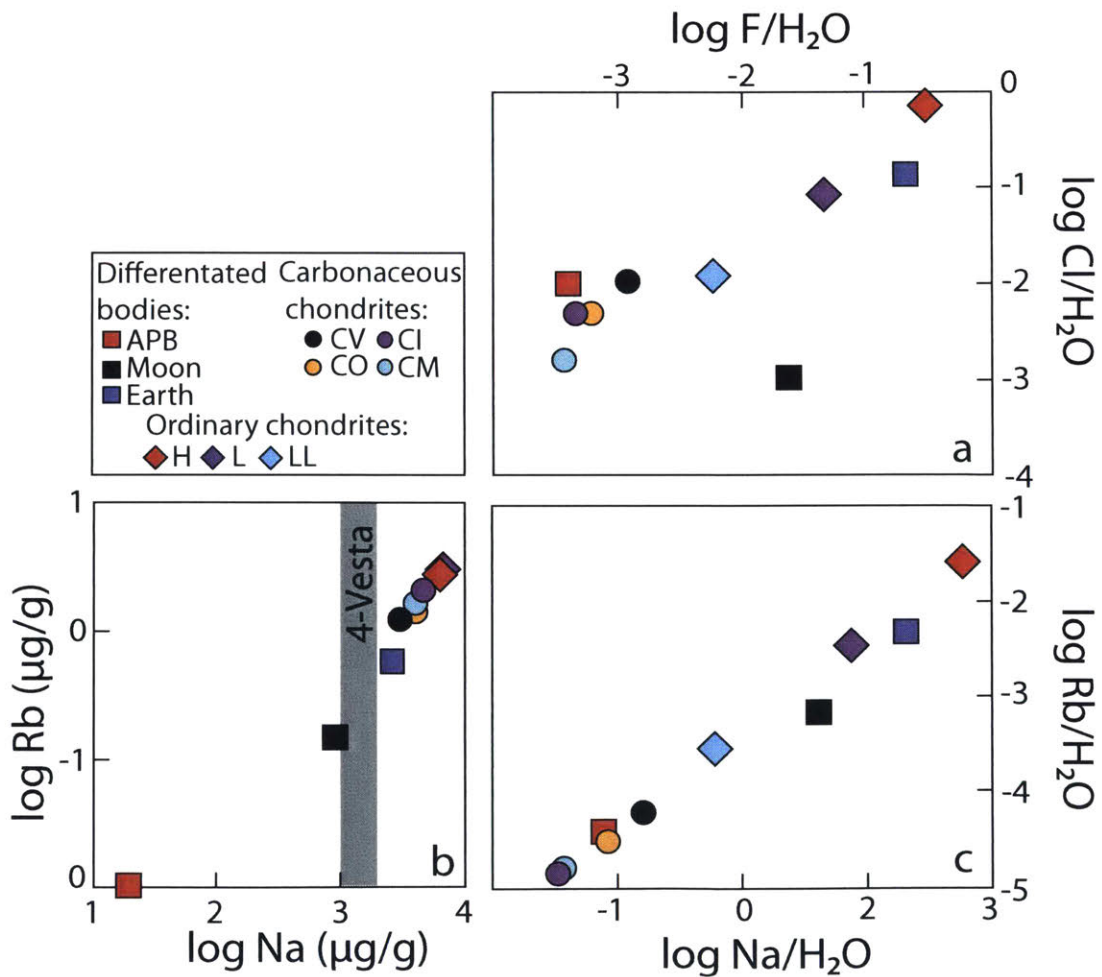 log F/H₂O
-3 -2 -1 0
-1
-2
-3
-4
log Cl/H₂O
a
Differentated
bodies:
APB
Moon
Earth
Carbonaceous
chondrites:
CV CI
CO CM
Ordinary chondrites:
H L LL
1
0
-1
0
log Rb (µg/g)
4-Vesta
b
1 2 3 4
log Na (µg/g)
-1
-2
-3
-4
-5
log Rb/H₂O
c
-1 0 2 3
log Na/H₂O